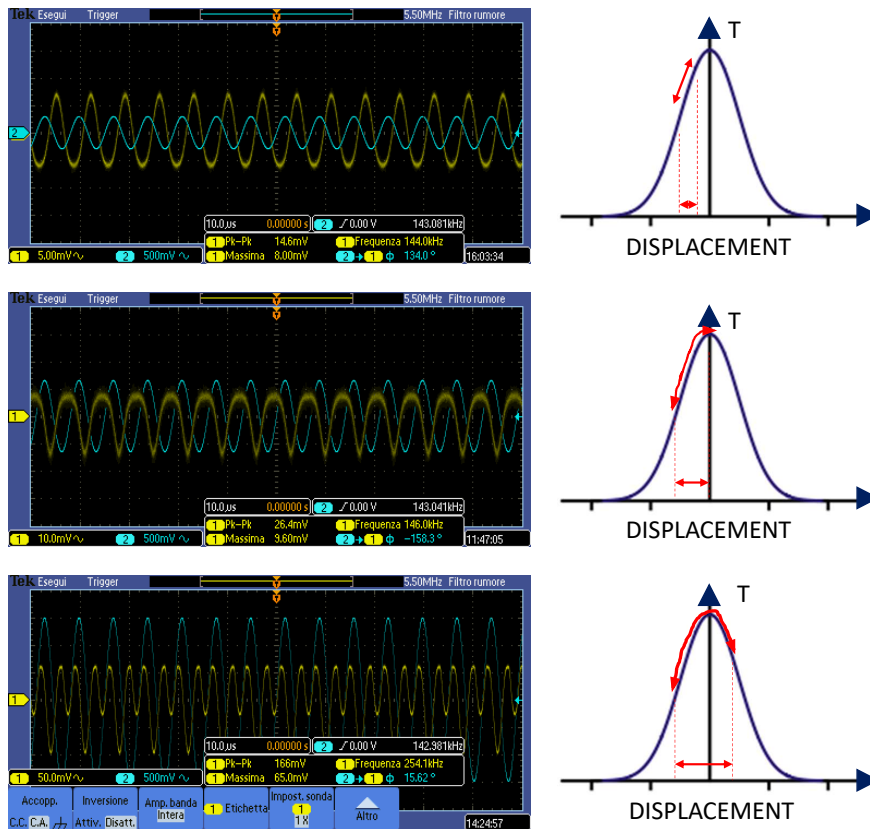 Tek Esegui Trigger 5.50MHz Filtro rumore
T
2
10.0µs 0.00000 s 2 ∫ 0.00 V 143.081kHz
1 Pk-Pk 14.6mV 1 Frequenza 144.0kHz
1 Massima 8.00mV 2 → 1 ϕ 134.0 °
1 5.00mV∿ 2 500mV ∿ 16:03:34
T
DISPLACEMENT
Tek Esegui Trigger 5.50MHz Filtro rumore
T
1
10.0µs 0.00000 s 2 ∫ 0.00 V 143.041kHz
1 Pk-Pk 26.4mV 1 Frequenza 146.0kHz
1 Massima 9.60mV 2 → 1 ϕ −158.3 °
1 10.0mV∿ 2 500mV ∿ 11:47:05
T
DISPLACEMENT
Tek Esegui Trigger 5.50MHz Filtro rumore
T
1
10.0µs 0.00000 s 2 ∫ 0.00 V 142.981kHz
1 Pk-Pk 166mV 1 Frequenza 254.1kHz
1 Massima 65.0mV 2 → 1 ϕ 15.62 °
1 50.0mV∿ 2 500mV ∿
Accopp. Inversione Amp. banda 1 Etichetta Impost. sonda Altro
C.C. C.A. Attiv. Disatt. Intera 1
1 X
14:24:57
T
DISPLACEMENT